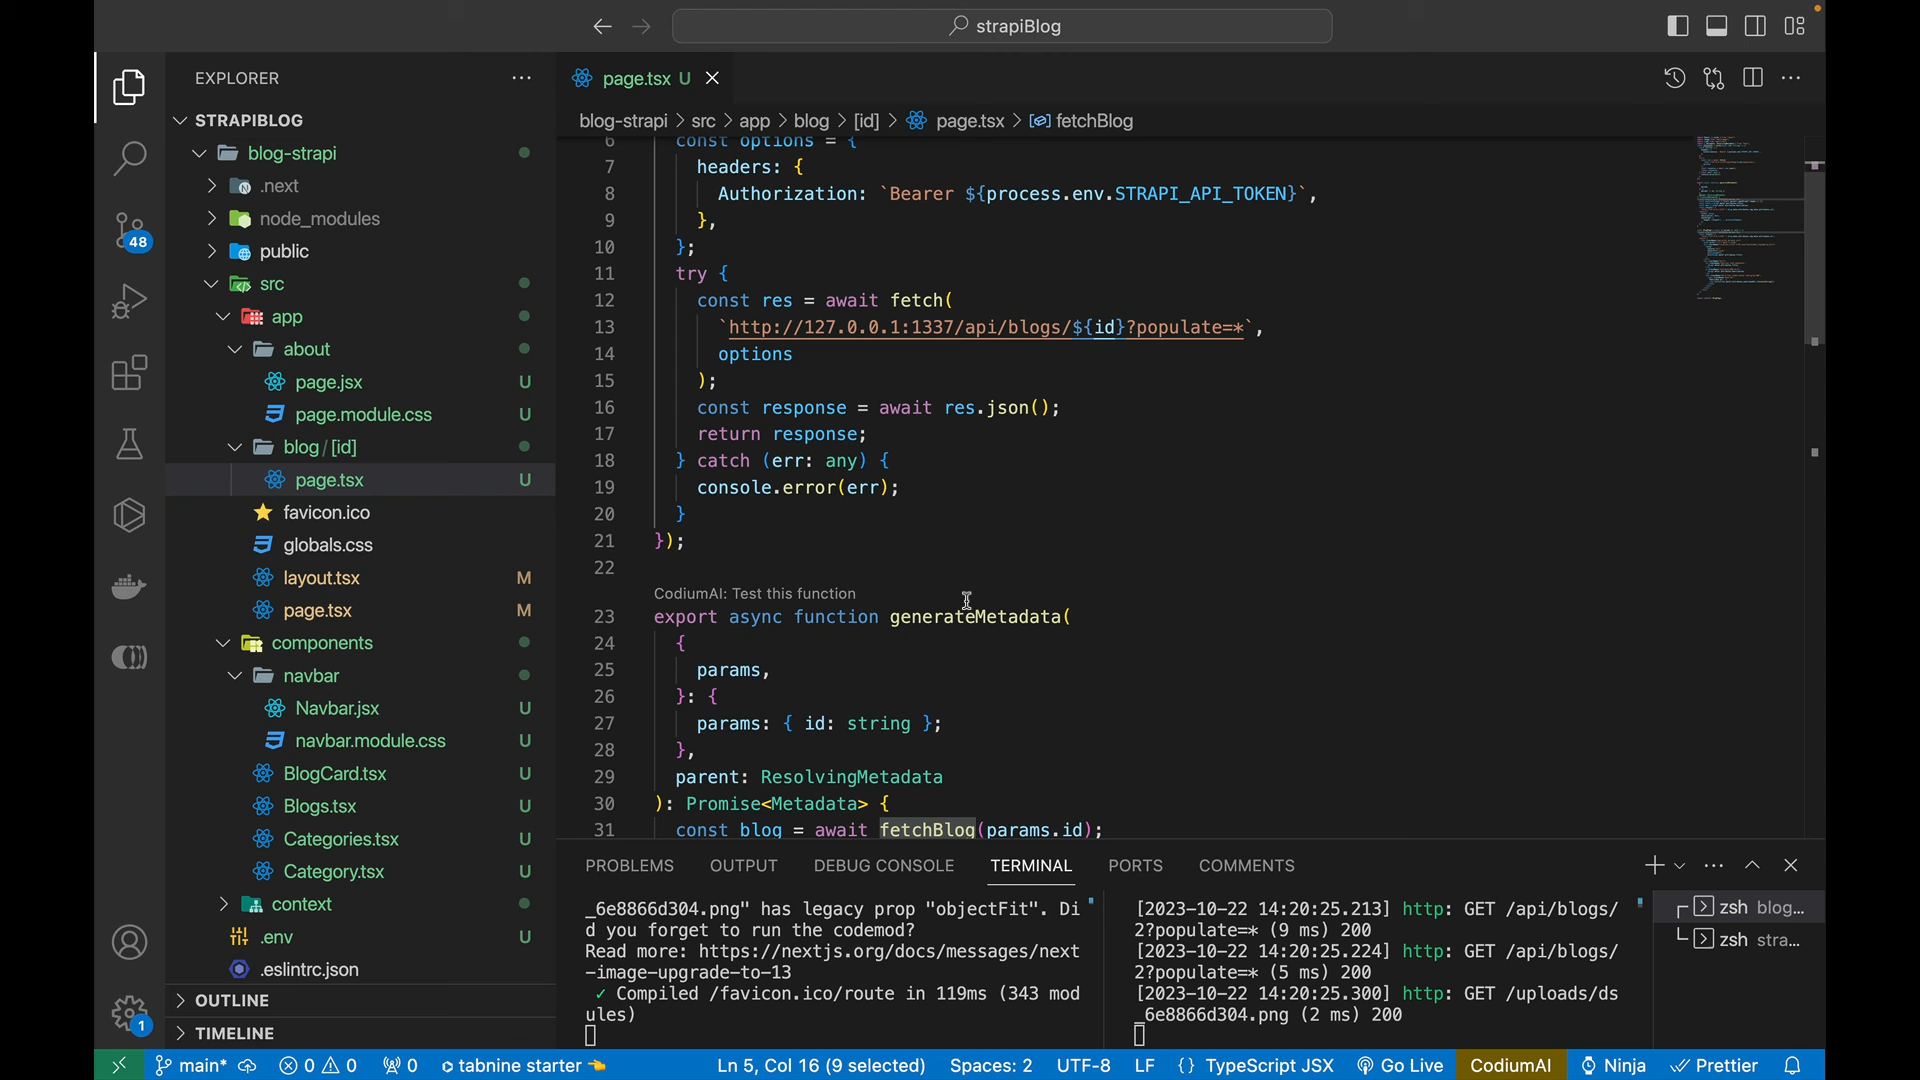 strapiBlog
EXPLORER
STRAPIBLOG
blog-strapi
.next
node_modules
public
src
app
about
page.jsx U
page.module.css U
blog/[id]
page.tsx U
favicon.ico
globals.css
layout.tsx M
page.tsx M
components
navbar
Navbar.jsx U
navbar.module.css U
BlogCard.tsx U
Blogs.tsx U
Categories.tsx U
Category.tsx U
context
.env U
.eslintrc.json
OUTLINE
TIMELINE
48
1
page.tsx U
blog-strapi > src > app > blog > [id] > page.tsx > fetchBlog
6 const options = {
7 headers: {
8 Authorization: `Bearer ${process.env.STRAPI_API_TOKEN}`,
9 },
10 };
11 try {
12 const res = await fetch(
13 `http://127.0.0.1:1337/api/blogs/${id}?populate=*`,
14 options
15 );
16 const response = await res.json();
17 return response;
18 } catch (err: any) {
19 console.error(err);
20 }
21 });
22
CodiumAI: Test this function
23 export async function generateMetadata(
24 {
25 params,
26 }: {
27 params: { id: string };
28 },
29 parent: ResolvingMetadata
30 ): Promise<Metadata> {
31 const blog = await fetchBlog(params.id);
PROBLEMS OUTPUT DEBUG CONSOLE TERMINAL PORTS COMMENTS
_6e8866d304.png" has legacy prop "objectFit". Di
d you forget to run the codemod?
Read more: https://nextjs.org/docs/messages/next
-image-upgrade-to-13
✓ Compiled /favicon.ico/route in 119ms (343 mod
ules)
[2023-10-22 14:20:25.213] http: GET /api/blogs/
2?populate=* (9 ms) 200
[2023-10-22 14:20:25.224] http: GET /api/blogs/
2?populate=* (5 ms) 200
[2023-10-22 14:20:25.300] http: GET /uploads/ds
_6e8866d304.png (2 ms) 200
zsh blog...
zsh stra...
main* 0 0 0 tabnine starter Ln 5, Col 16 (9 selected) Spaces: 2 UTF-8 LF {} TypeScript JSX Go Live CodiumAI Ninja Prettier